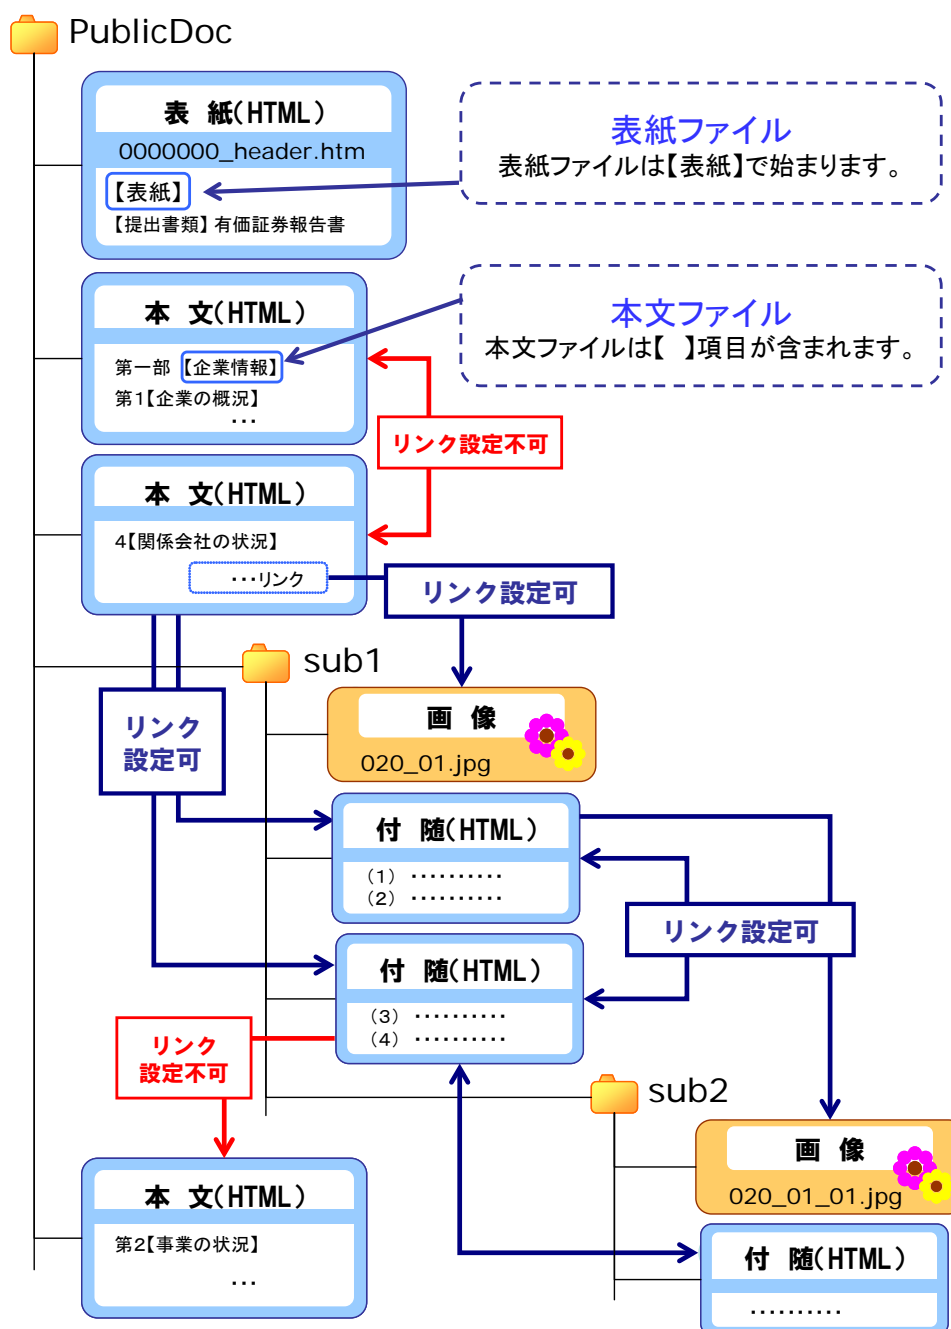 PublicDoc
表 紙(HTML)
0000000_header.htm
【表紙】
【提出書類】有価証券報告書
表紙ファイル
表紙ファイルは【表紙】で始まります。
本 文(HTML)
第一部 【企業情報】
第1【企業の概況】
…
本文ファイル
本文ファイルは【 】項目が含まれます。
リンク設定不可
本 文(HTML)
4【関係会社の状況】
…リンク
リンク設定可
sub1
リンク
設定可
画 像
020_01.jpg
付 随(HTML)
(1) ‥‥‥‥‥
(2) ‥‥‥‥‥
リンク設定可
付 随(HTML)
(3) ‥‥‥‥‥
(4) ‥‥‥‥‥
リンク
設定不可
sub2
画 像
020_01_01.jpg
本 文(HTML)
第2【事業の状況】
…
付 随(HTML)
‥‥‥‥‥